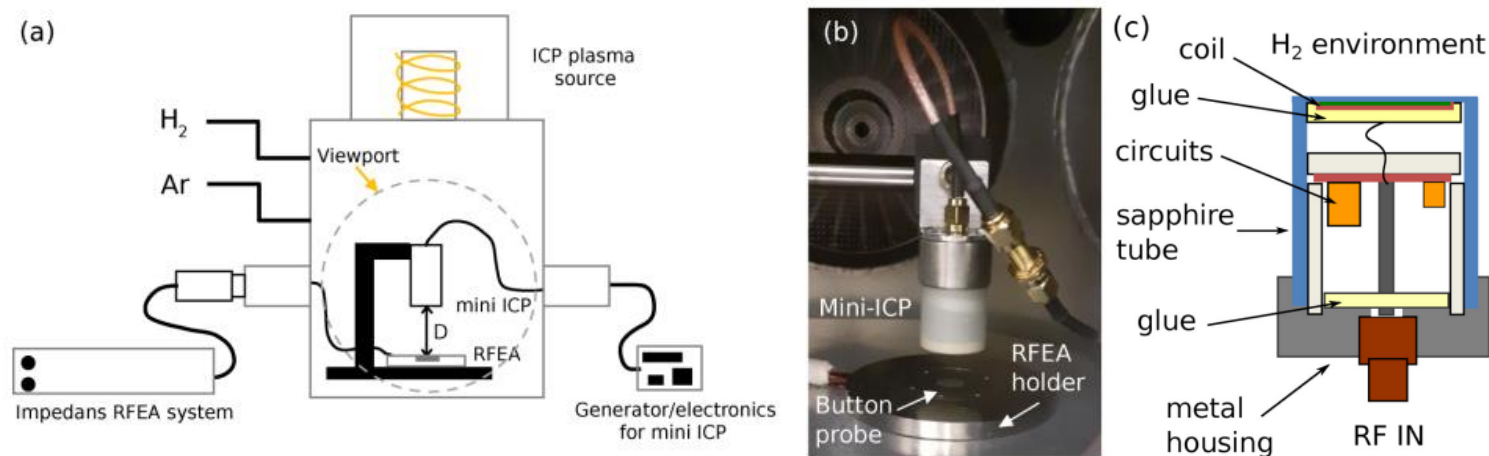 (a)
ICP plasma
source
H₂
Ar
Viewport
mini ICP
D
RFEA
Impedans RFEA system
Generator/electronics
for mini ICP
(b)
Mini-ICP
RFEA
holder
Button
probe
(c)
H₂ environment
coil
glue
circuits
sapphire
tube
glue
metal
housing
RF IN